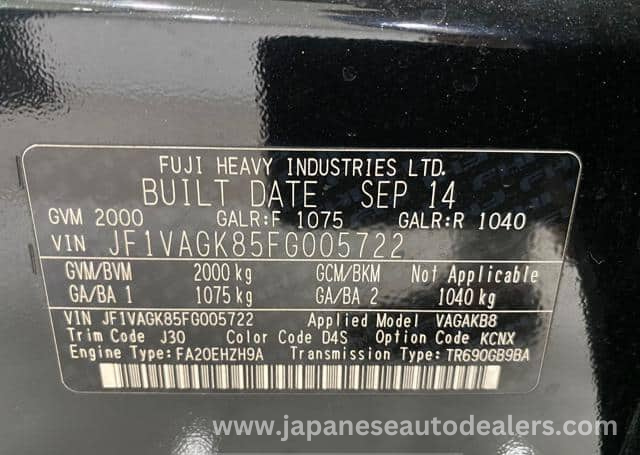 FUJI HEAVY INDUSTRIES LTD.
BUILT DATE SEP 14
GVM 2000 GALR:F 1075 GALR:R 1040
VIN JF1VAGK85FG005722
GVM/BVM 2000 kg GCM/BKM Not Applicable
GA/BA 1 1075 kg GA/BA 2 1040 kg
VIN JF1VAGK85FG005722 Applied Model VAGAKB8
Trim Code J30 Color Code D4S Option Code KCNX
Engine Type:FA20EHZH9A Transmission Type:TR690GB9BA
www.japaneseautodealers.com